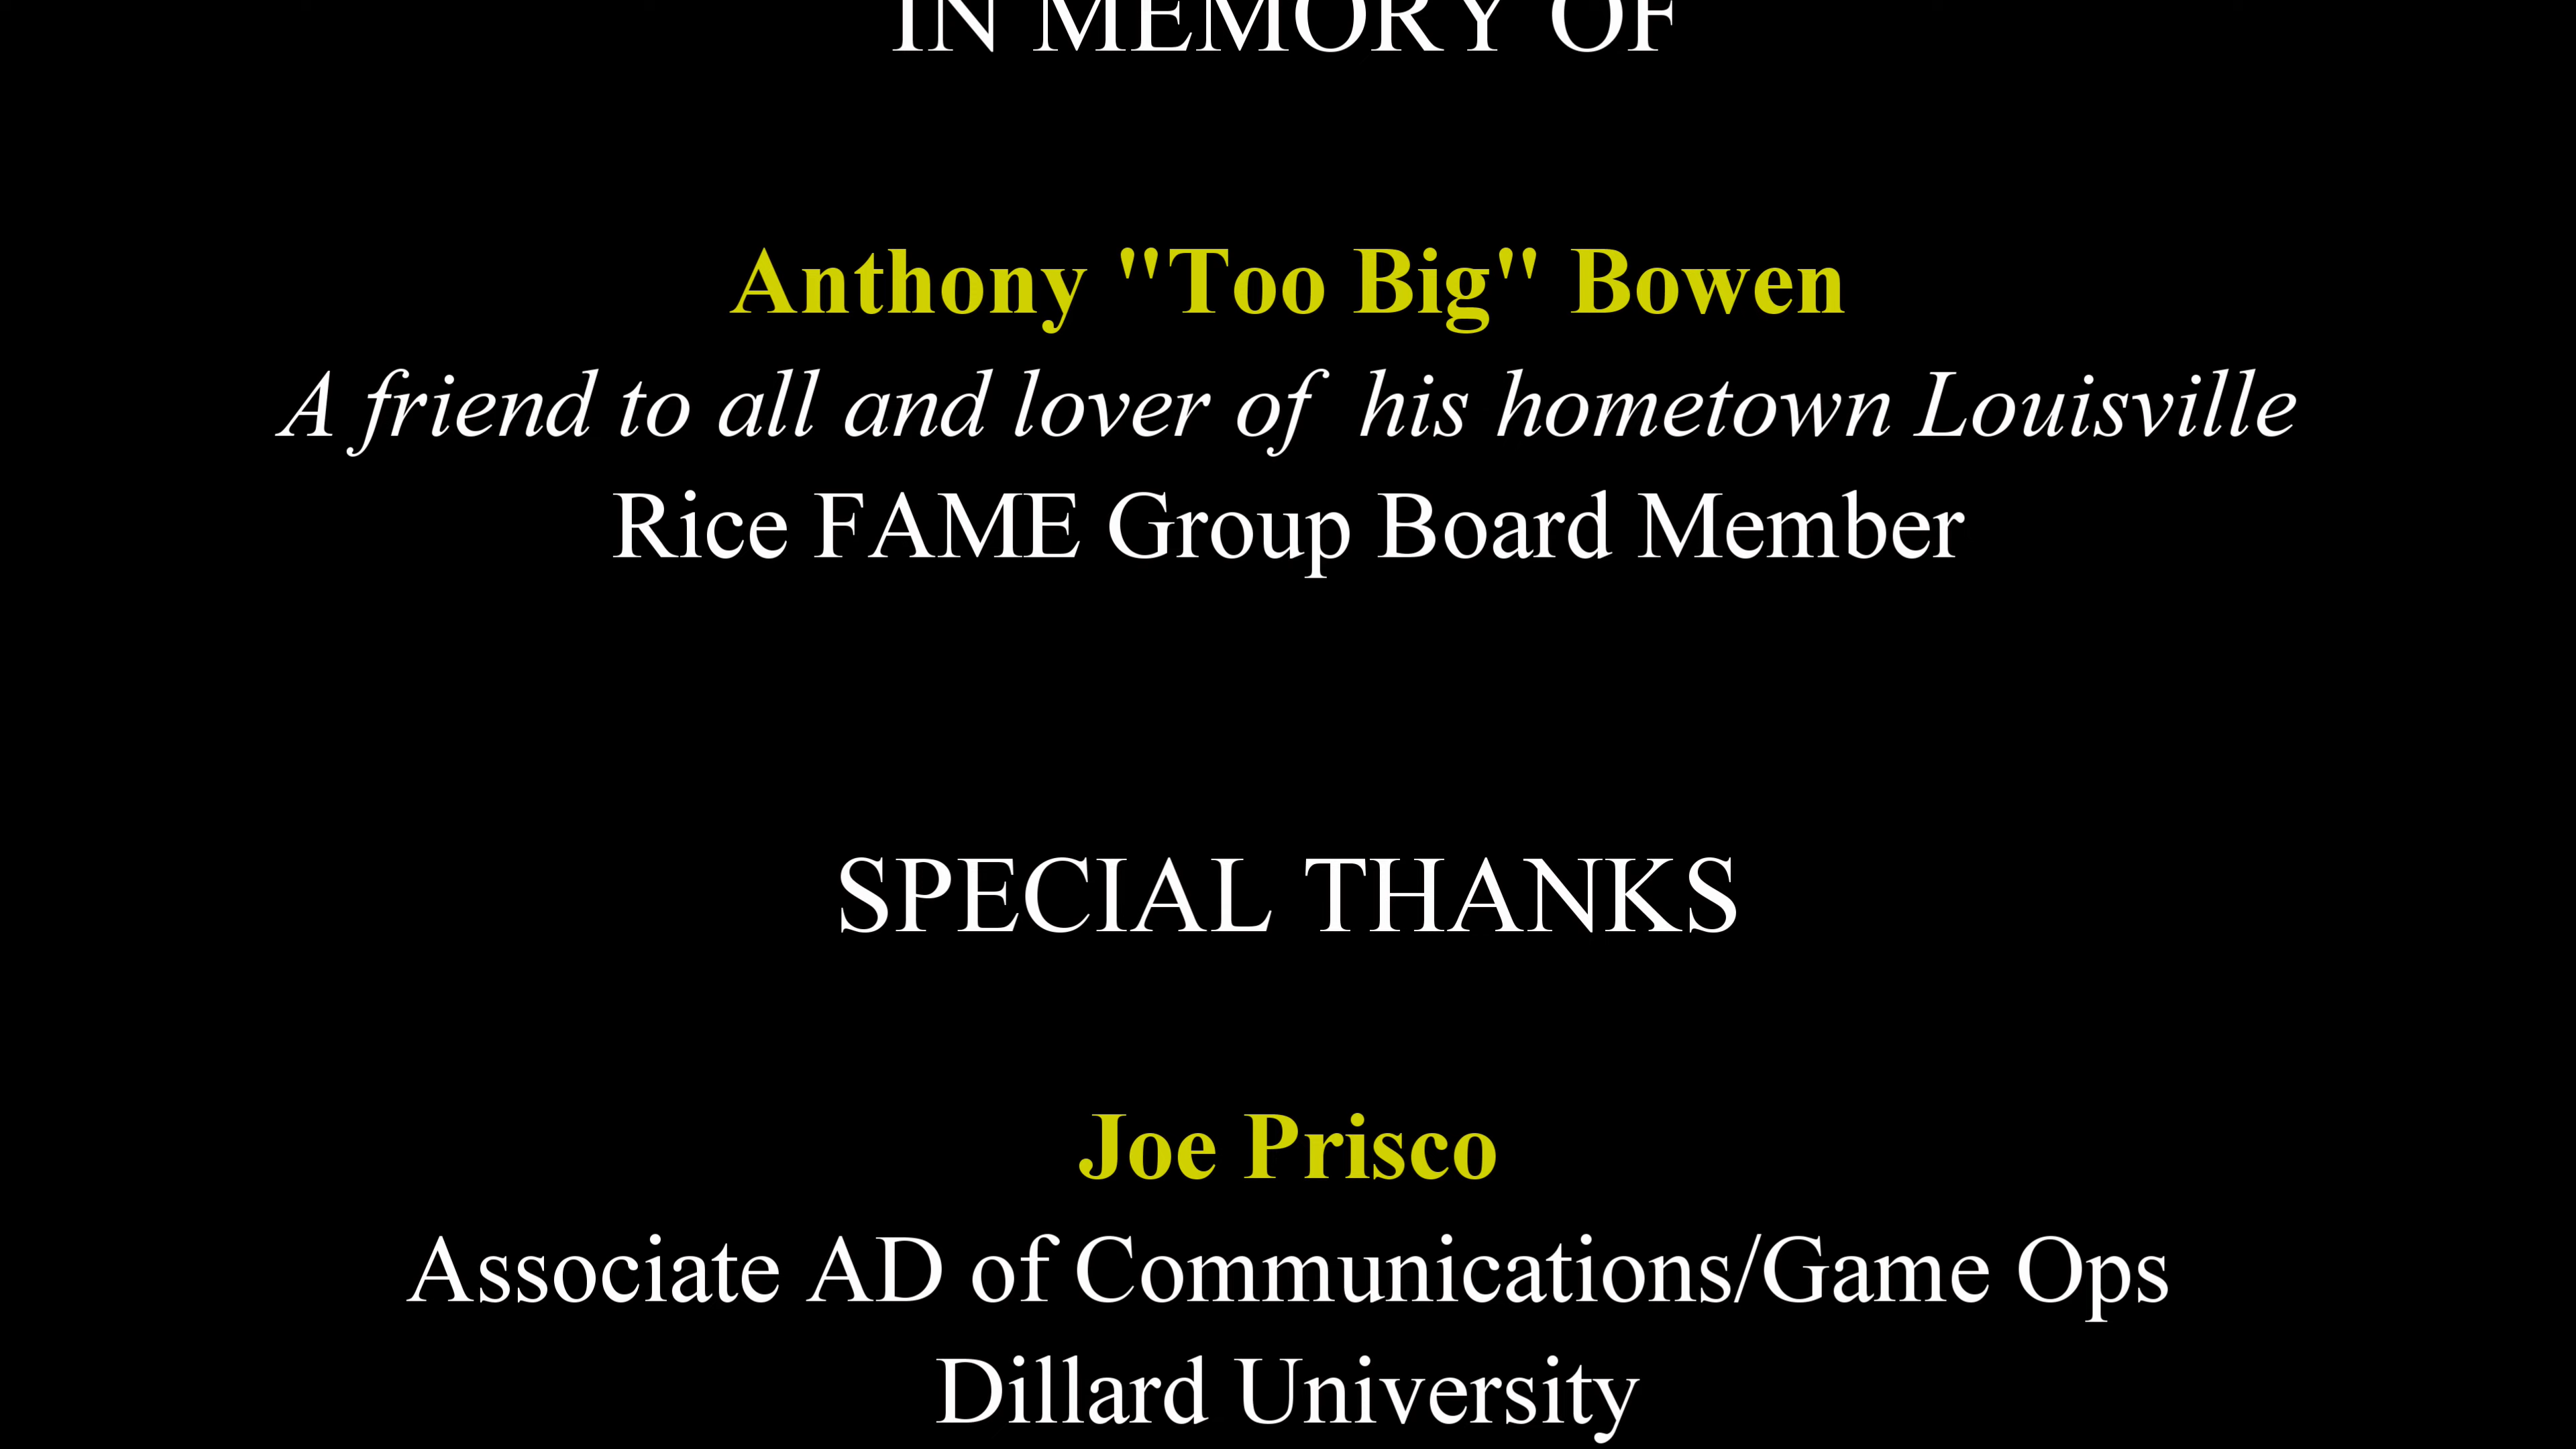 IN MEMORY OF
Anthony "Too Big" Bowen
A friend to all and lover of  his hometown Louisville
Rice FAME Group Board Member
SPECIAL THANKS
Joe Prisco
Associate AD of Communications/Game Ops
Dillard University